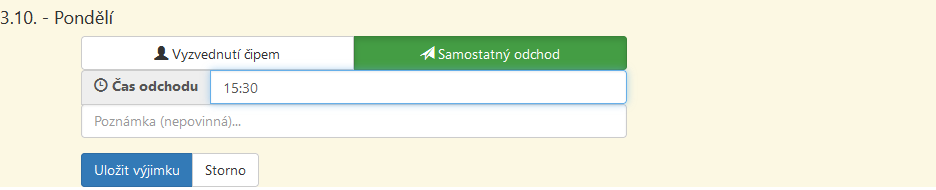 3.10. - Pondělí
Vyzvednutí čipem Samostatný odchod
Čas odchodu 15:30
Poznámka (nepovinná)...
Uložit výjimku Storno